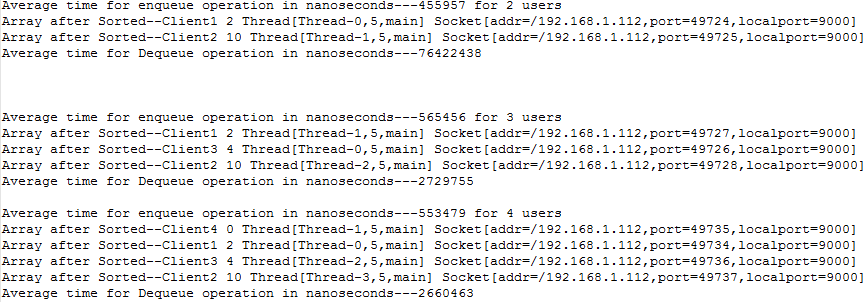 Average time for enqueue operation in nanoseconds---455957 for 2 users
Array after Sorted--Client1 2 Thread[Thread-0,5,main] Socket[addr=/192.168.1.112,port=49724,localport=9000]
Array after Sorted--Client2 10 Thread[Thread-1,5,main] Socket[addr=/192.168.1.112,port=49725,localport=9000]
Average time for Dequeue operation in nanoseconds---76422438
Average time for enqueue operation in nanoseconds---565456 for 3 users
Array after Sorted--Client1 2 Thread[Thread-1,5,main] Socket[addr=/192.168.1.112,port=49727,localport=9000]
Array after Sorted--Client3 4 Thread[Thread-0,5,main] Socket[addr=/192.168.1.112,port=49726,localport=9000]
Array after Sorted--Client2 10 Thread[Thread-2,5,main] Socket[addr=/192.168.1.112,port=49728,localport=9000]
Average time for Dequeue operation in nanoseconds---2729755
Average time for enqueue operation in nanoseconds---553479 for 4 users
Array after Sorted--Client4 0 Thread[Thread-1,5,main] Socket[addr=/192.168.1.112,port=49735,localport=9000]
Array after Sorted--Client1 2 Thread[Thread-0,5,main] Socket[addr=/192.168.1.112,port=49734,localport=9000]
Array after Sorted--Client3 4 Thread[Thread-2,5,main] Socket[addr=/192.168.1.112,port=49736,localport=9000]
Array after Sorted--Client2 10 Thread[Thread-3,5,main] Socket[addr=/192.168.1.112,port=49737,localport=9000]
Average time for Dequeue operation in nanoseconds---2660463